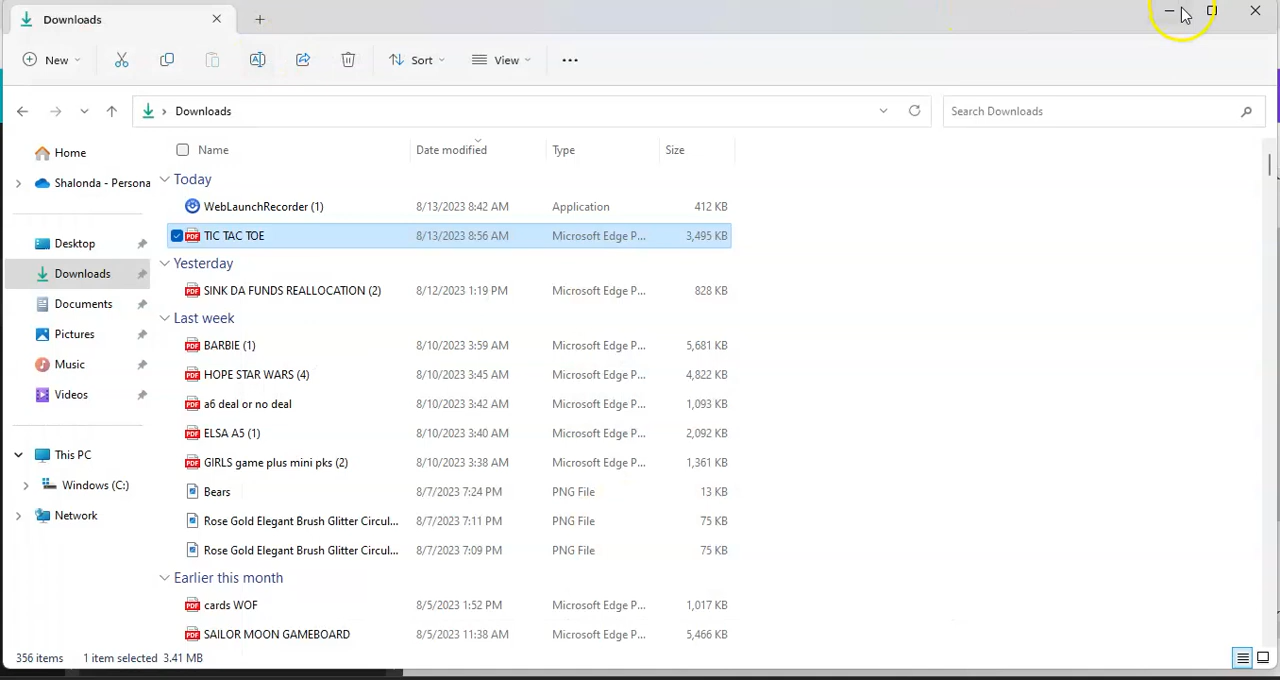 Downloads
New Sort View
Downloads Search Downloads
Name Date modified Type Size
Home
Shalonda - Persona
Desktop
Downloads
Documents
Pictures
Music
Videos
This PC
Windows (C:)
Network
Today
WebLaunchRecorder (1) 8/13/2023 8:42 AM Application 412 KB
PDF TIC TAC TOE 8/13/2023 8:56 AM Microsoft Edge P... 3,495 KB
Yesterday
PDF SINK DA FUNDS REALLOCATION (2) 8/12/2023 1:19 PM Microsoft Edge P... 828 KB
Last week
PDF BARBIE (1) 8/10/2023 3:59 AM Microsoft Edge P... 5,681 KB
PDF HOPE STAR WARS (4) 8/10/2023 3:45 AM Microsoft Edge P... 4,822 KB
PDF a6 deal or no deal 8/10/2023 3:42 AM Microsoft Edge P... 1,093 KB
PDF ELSA A5 (1) 8/10/2023 3:40 AM Microsoft Edge P... 2,092 KB
PDF GIRLS game plus mini pks (2) 8/10/2023 3:38 AM Microsoft Edge P... 1,361 KB
Bears 8/7/2023 7:24 PM PNG File 13 KB
Rose Gold Elegant Brush Glitter Circul... 8/7/2023 7:11 PM PNG File 75 KB
Rose Gold Elegant Brush Glitter Circul... 8/7/2023 7:09 PM PNG File 75 KB
Earlier this month
PDF cards WOF 8/5/2023 1:52 PM Microsoft Edge P... 1,017 KB
PDF SAILOR MOON GAMEBOARD 8/5/2023 11:38 AM Microsoft Edge P... 5,466 KB
356 items 1 item selected 3.41 MB